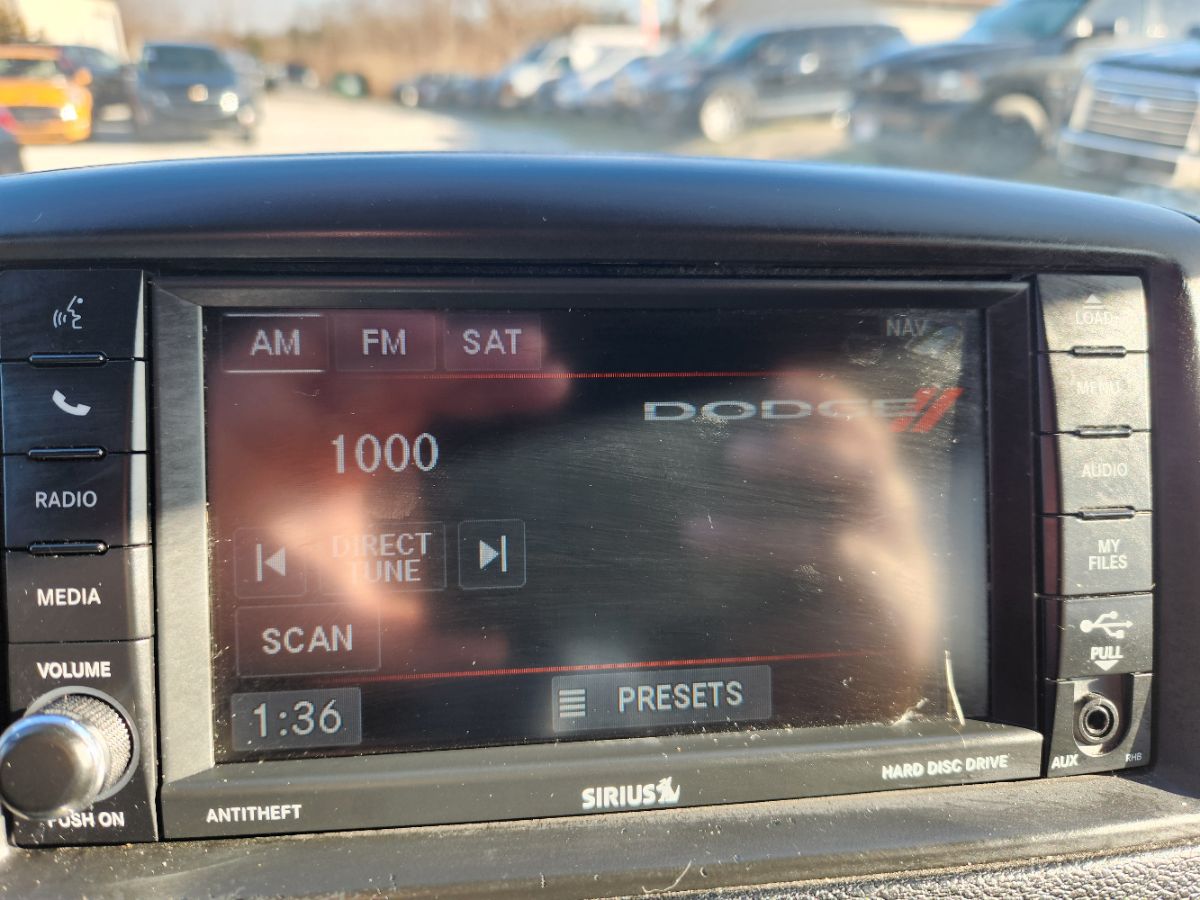 AM FM SAT NAV
DODGE
1000
DIRECT
TUNE
SCAN
1:36
PRESETS
RADIO
MEDIA
VOLUME
PUSH ON
ANTITHEFT
SIRIUS
HARD DISC DRIVE
LOAD
MENU
AUDIO
MY
FILES
PULL
AUX
RHB